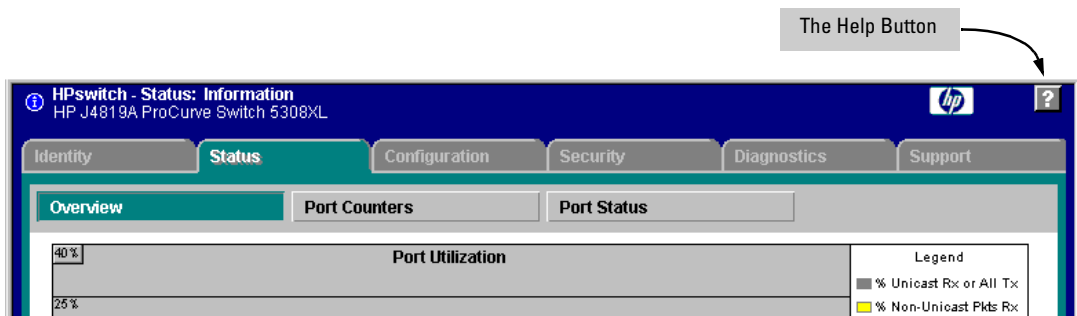 The Help Button
HPswitch - Status: Information
HP J4819A ProCurve Switch 5308XL
hp
?
Identity
Status
Configuration
Security
Diagnostics
Support
Overview
Port Counters
Port Status
40%
Port Utilization
Legend
% Unicast Rx or All Tx
25%
% Non-Unicast Pkts Rx